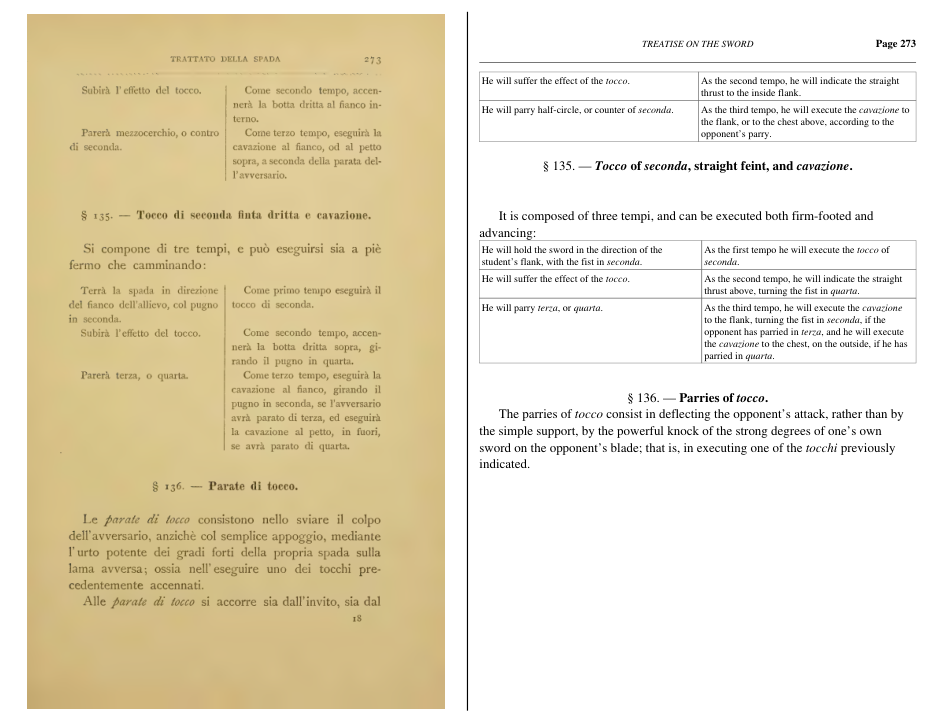 TRATTATO DELLA SPADA 273
Subirà l'effetto del tocco.
Come secondo tempo, accen-
nerà la botta dritta al fianco in-
terno.
Parerà mezzocerchio, o contro
di seconda.
Come terzo tempo, eseguirà la
cavazione al fianco, od al petto
sopra, a seconda della parata del-
l'avversario.
§ 135. — Tocco di seconda finta dritta e cavazione.
Si compone di tre tempi, e può eseguirsi sia a piè
fermo che camminando:
Terrà la spada in direzione
del fianco dell'allievo, col pugno
in seconda.
Come primo tempo eseguirà il
tocco di seconda.
Subirà l'effetto del tocco.
Come secondo tempo, accen-
nerà la botta dritta sopra, gi-
rando il pugno in quarta.
Parerà terza, o quarta.
Come terzo tempo, eseguirà la
cavazione al fianco, girando il
pugno in seconda, se l'avversario
avrà parato di terza, ed eseguirà
la cavazione al petto, in fuori,
se avrà parato di quarta.
§ 136. — Parate di tocco.
Le parate di tocco consistono nello sviare il colpo
dell'avversario, anzichè col semplice appoggio, mediante
l'urto potente dei gradi forti della propria spada sulla
lama avversa; ossia nell'eseguire uno dei tocchi pre-
cedentemente accennati.
Alle parate di tocco si accorre sia dall'invito, sia dal
18
TREATISE ON THE SWORD Page 273
He will suffer the effect of the tocco.
As the second tempo, he will indicate the straight
thrust to the inside flank.
He will parry half-circle, or counter of seconda.
As the third tempo, he will execute the cavazione to
the flank, or to the chest above, according to the
opponent's parry.
§ 135. — Tocco of seconda, straight feint, and cavazione.
It is composed of three tempi, and can be executed both firm-footed and
advancing:
He will hold the sword in the direction of the
student's flank, with the fist in seconda.
As the first tempo he will execute the tocco of
seconda.
He will suffer the effect of the tocco.
As the second tempo, he will indicate the straight
thrust above, turning the fist in quarta.
He will parry terza, or quarta.
As the third tempo, he will execute the cavazione
to the flank, turning the fist in seconda, if the
opponent has parried in terza, and he will execute
the cavazione to the chest, on the outside, if he has
parried in quarta.
§ 136. — Parries of tocco.
The parries of tocco consist in deflecting the opponent's attack, rather than by
the simple support, by the powerful knock of the strong degrees of one's own
sword on the opponent's blade; that is, in executing one of the tocchi previously
indicated.